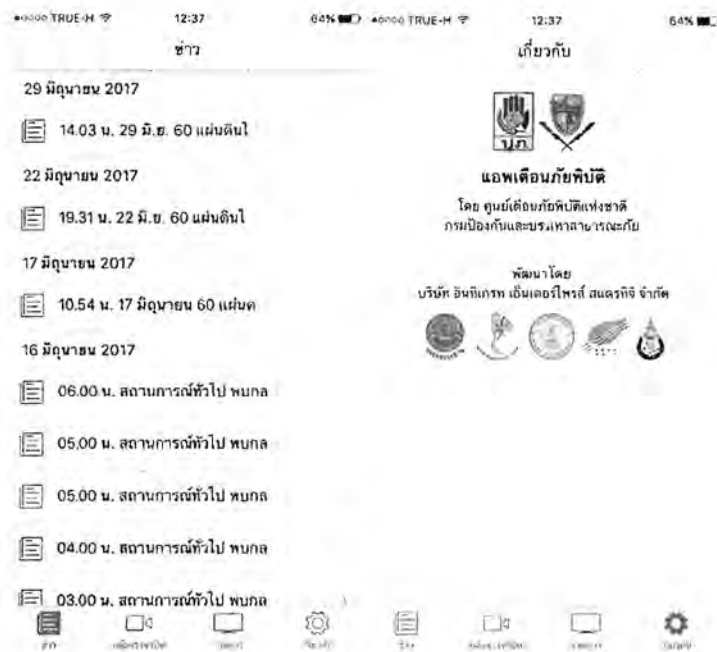 TRUE-H 12:37 64%
ข่าว
29 มิถุนายน 2017
14.03 น. 29 มิ.ย. 60 แผ่นดินไ
22 มิถุนายน 2017
19.31 น. 22 มิ.ย. 60 แผ่นดินไ
17 มิถุนายน 2017
10.54 น. 17 มิถุนายน 60 แผ่นด
16 มิถุนายน 2017
06.00 น. สถานการณ์ทั่วไป พบกล
05.00 น. สถานการณ์ทั่วไป พบกล
05.00 น. สถานการณ์ทั่วไป พบกล
04.00 น. สถานการณ์ทั่วไป พบกล
03.00 น. สถานการณ์ทั่วไป พบกล
ข่าว
TRUE-H 12:37 64%
เกี่ยวกับ
ปภ.
แอพเตือนภัยพิบัติ
โดย ศูนย์เตือนภัยพิบัติแห่งชาติ
กรมป้องกันและบรรเทาสาธารณะภัย
พัฒนาโดย
บริษัท อินทิเกรท เอ็นเตอร์ไพรส์ สแตรทิจี จำกัด
ข่าว